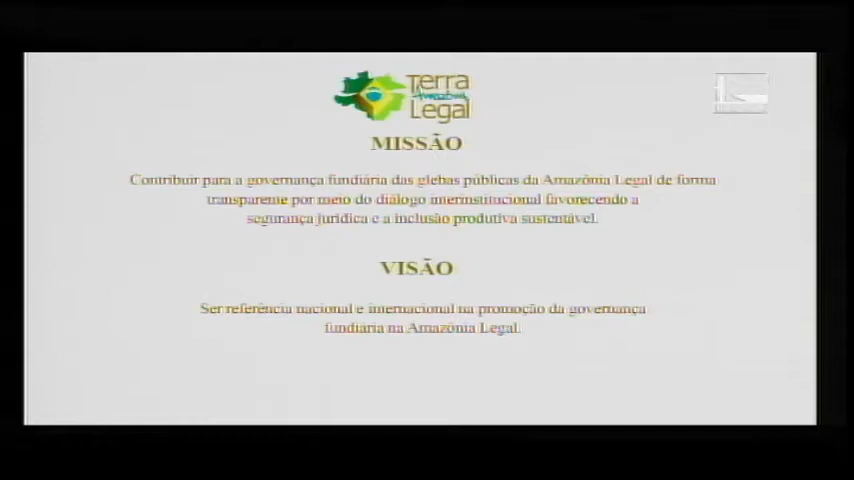 Terra
Amazônia
Legal
MISSÃO
Contribuir para a governança fundiária das glebas públicas da Amazônia Legal de forma
transparente por meio do diálogo interinstitucional favorecendo a
segurança jurídica e a inclusão produtiva sustentável.
VISÃO
Ser referência nacional e internacional na promoção da governança
fundiária na Amazônia Legal.